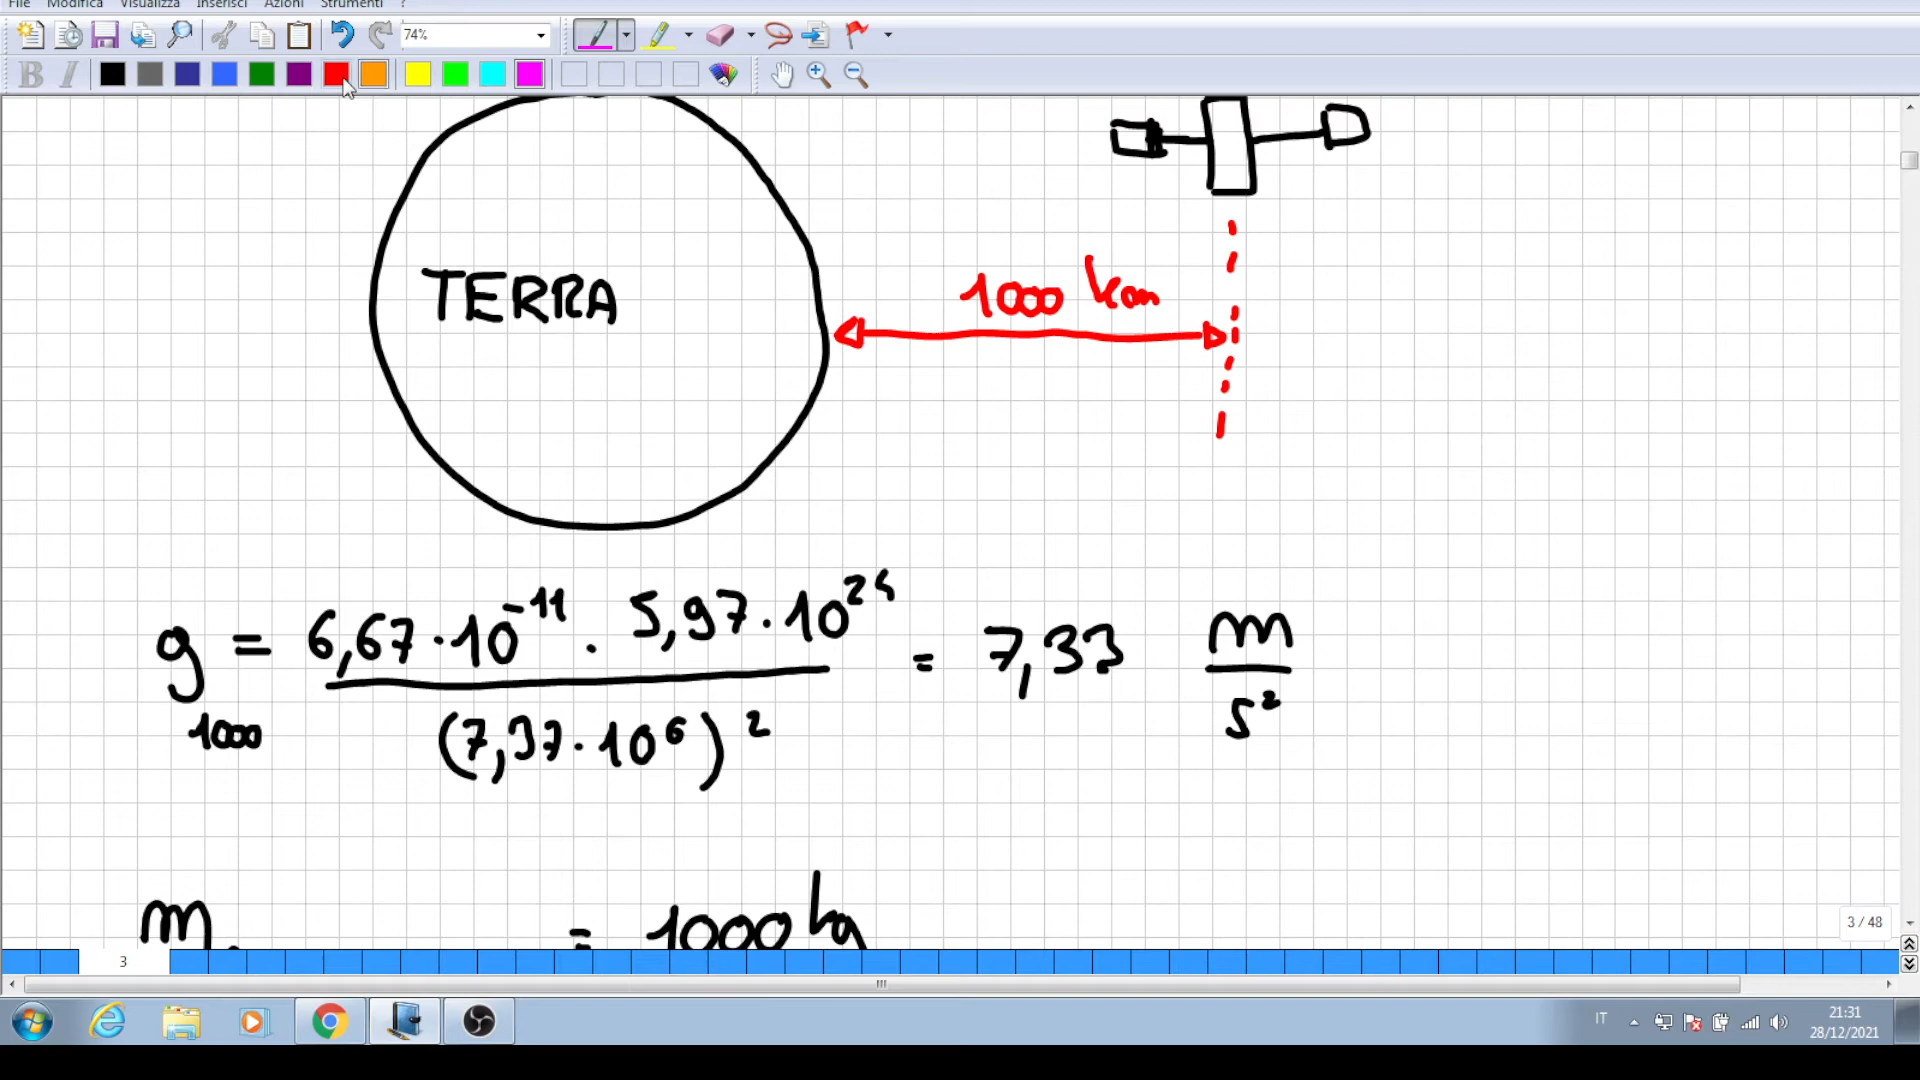 File Modifica Visualizza Inserisci Azioni Strumenti ?
74%
B I
TERRA
1000 km
g = 6,67·10⁻¹¹ · 5,97·10²⁴ = 7,33 m
1000 (7,37·10⁶)² s²
m = 1000 kg
3 / 48
3
IT
21:31
28/12/2021